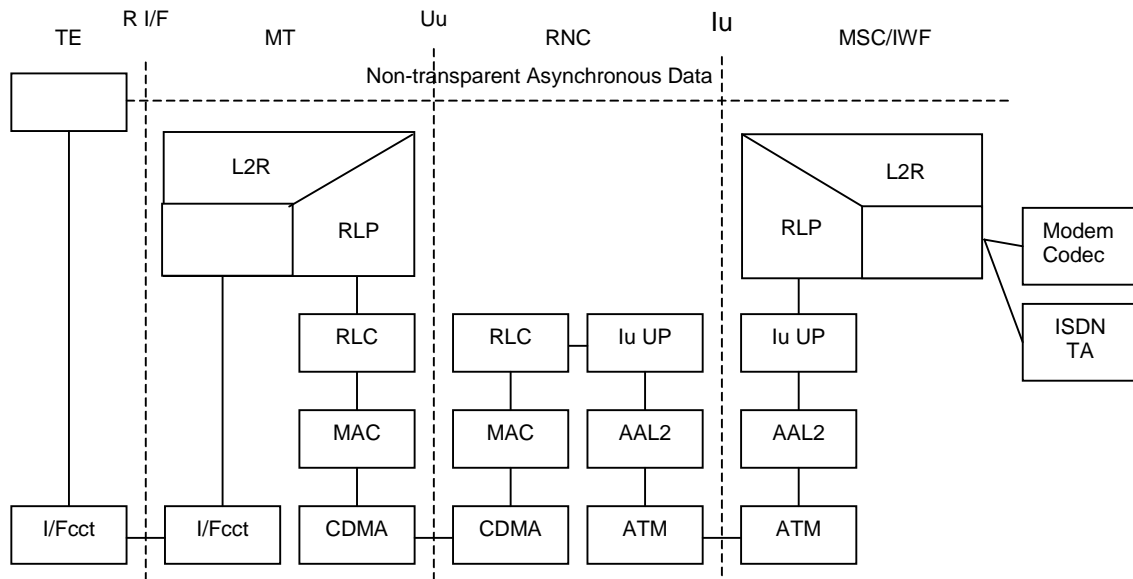 R I/F Uu Iu
TE MT RNC MSC/IWF
Non-transparent Asynchronous Data
L2R L2R
RLP RLP
Modem
Codec
ISDN
TA
RLC RLC Iu UP Iu UP
MAC MAC AAL2 AAL2
I/Fcct I/Fcct CDMA CDMA ATM ATM